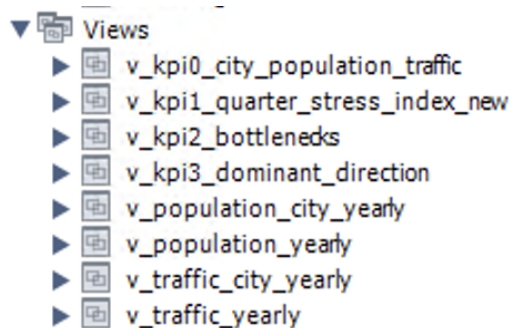 Views
v_kpi0_city_population_traffic
v_kpi1_quarter_stress_index_new
v_kpi2_bottlenecks
v_kpi3_dominant_direction
v_population_city_yearly
v_population_yearly
v_traffic_city_yearly
v_traffic_yearly